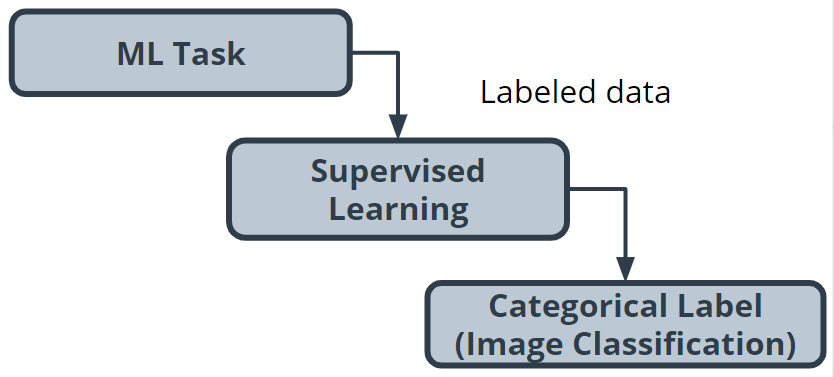 ML Task
Labeled data
Supervised
Learning
Categorical Label
(Image Classification)